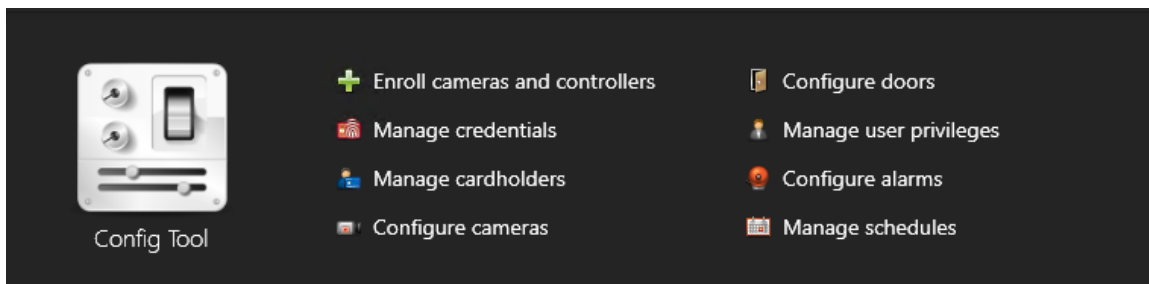 Config Tool
Enroll cameras and controllers
Manage credentials
Manage cardholders
Configure cameras
Configure doors
Manage user privileges
Configure alarms
Manage schedules